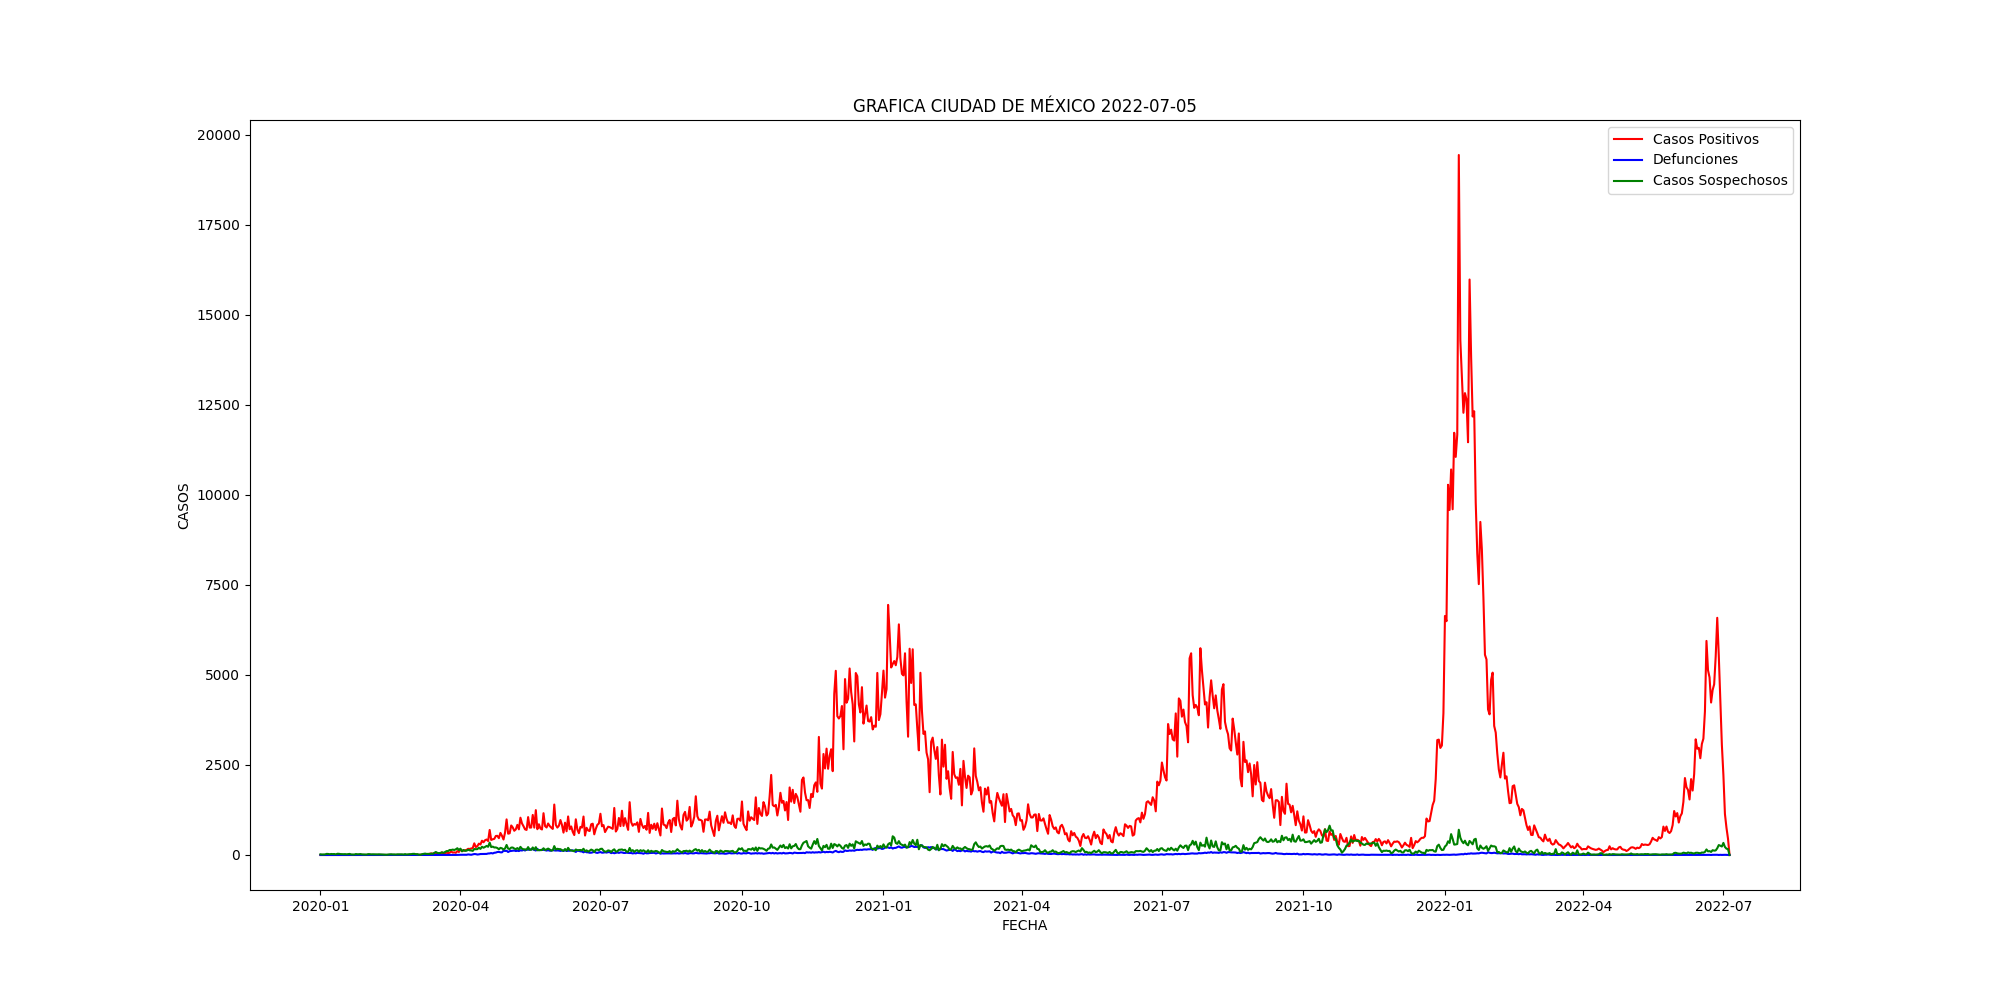 GRAFICA CIUDAD DE MÉXICO 2022-07-05
Casos Positivos
Defunciones
Casos Sospechosos
20000
17500
15000
12500
10000
7500
5000
2500
0
CASOS
2020-01 2020-04 2020-07 2020-10 2021-01 2021-04 2021-07 2021-10 2022-01 2022-04 2022-07
FECHA